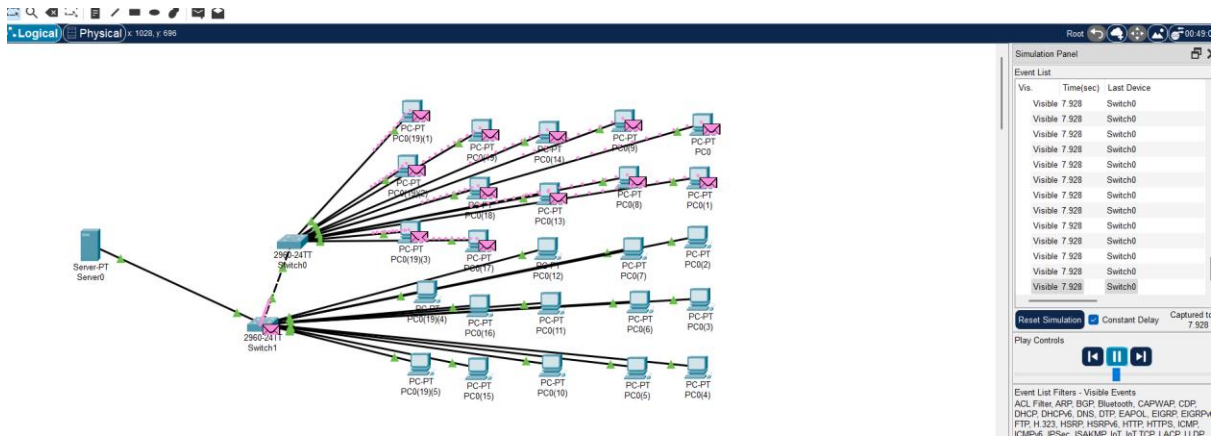 Logical Physical x: 1028, y: 696 Root 00:49:0
Simulation Panel
Event List
Vis. Time(sec) Last Device
Visible 7.928 Switch0
Visible 7.928 Switch0
Visible 7.928 Switch0
Visible 7.928 Switch0
Visible 7.928 Switch0
Visible 7.928 Switch0
Visible 7.928 Switch0
Visible 7.928 Switch0
Visible 7.928 Switch0
Visible 7.928 Switch0
Visible 7.928 Switch0
Visible 7.928 Switch0
Visible 7.928 Switch0
Reset Simulation Constant Delay Captured to
7.928
Play Controls
Event List Filters - Visible Events
ACL Filter, ARP, BGP, Bluetooth, CAPWAP, CDP,
DHCP, DHCPv6, DNS, DTP, EAPOL, EIGRP, EIGRPv
FTP, H.323, HSRP, HSRPv6, HTTP, HTTPS, ICMP,
ICMPv6, IPSec, ISAKMP, IoT, IoT TCP, LACP, LLDP,
PC-PT
PC0(19)(1)
PC-PT
PC0(19)
PC-PT
PC0(14)
PC-PT
PC0(9)
PC-PT
PC0
PC-PT
PC0(19)(2)
PC-PT
PC0(18)
PC-PT
PC0(13)
PC-PT
PC0(8)
PC-PT
PC0(1)
PC-PT
PC0(19)(3)
PC-PT
PC0(17)
PC-PT
PC0(12)
PC-PT
PC0(7)
PC-PT
PC0(2)
2960-24TT
Switch0
Server-PT
Server0
PC-PT
PC0(19)(4)
PC-PT
PC0(16)
PC-PT
PC0(11)
PC-PT
PC0(6)
PC-PT
PC0(3)
2960-24TT
Switch1
PC-PT
PC0(19)(5)
PC-PT
PC0(15)
PC-PT
PC0(10)
PC-PT
PC0(5)
PC-PT
PC0(4)